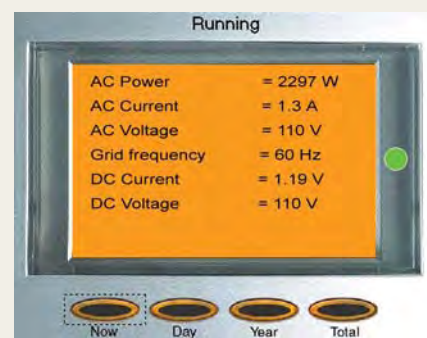 Running
AC Power = 2297 W
AC Current = 1.3 A
AC Voltage = 110 V
Grid frequency = 60 Hz
DC Current = 1.19 V
DC Voltage = 110 V
Now Day Year Total